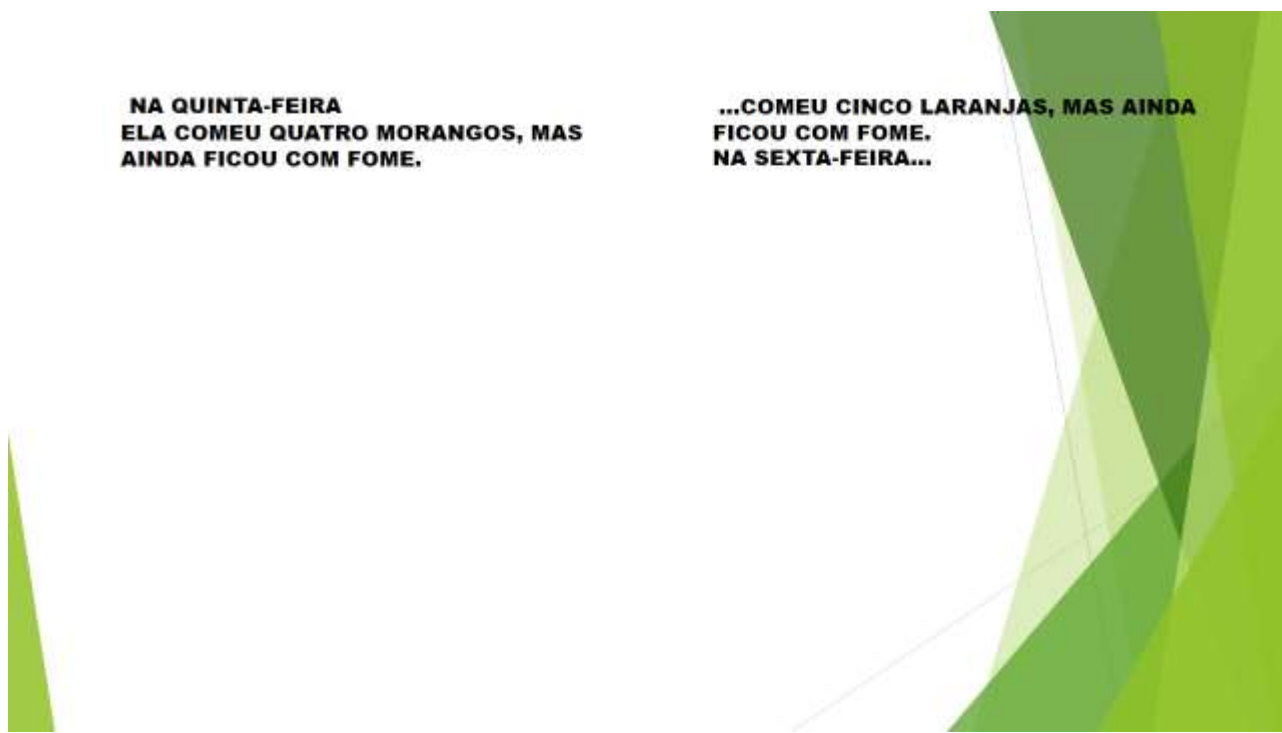 NA QUINTA-FEIRA
ELA COMEU QUATRO MORANGOS, MAS
AINDA FICOU COM FOME.
...COMEU CINCO LARANJAS, MAS AINDA
FICOU COM FOME.
NA SEXTA-FEIRA...